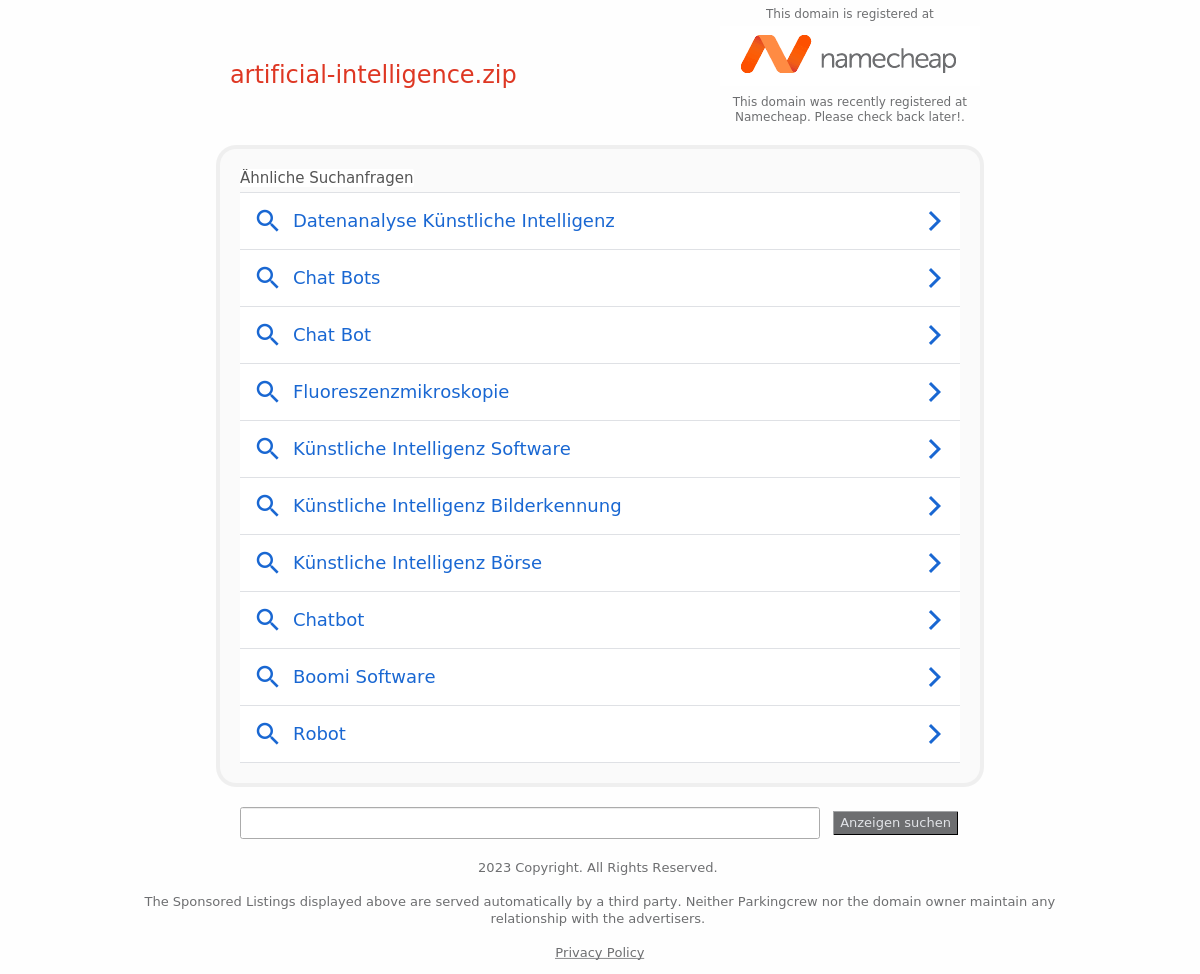 This domain is registered at
namecheap
artificial-intelligence.zip
This domain was recently registered at
Namecheap. Please check back later!.
Ähnliche Suchanfragen
Datenanalyse Künstliche Intelligenz
Chat Bots
Chat Bot
Fluoreszenzmikroskopie
Künstliche Intelligenz Software
Künstliche Intelligenz Bilderkennung
Künstliche Intelligenz Börse
Chatbot
Boomi Software
Robot
Anzeigen suchen
2023 Copyright. All Rights Reserved.
The Sponsored Listings displayed above are served automatically by a third party. Neither Parkingcrew nor the domain owner maintain any
relationship with the advertisers.
Privacy Policy